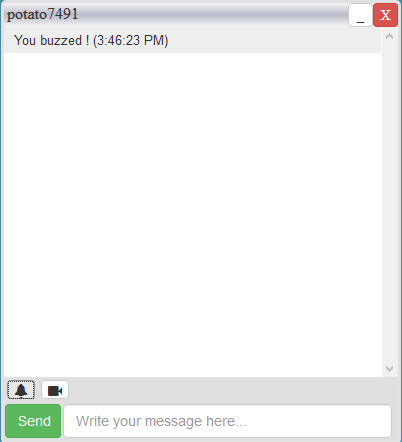 potato7491
_ X
You buzzed ! (3:46:23 PM)
Send Write your message here...